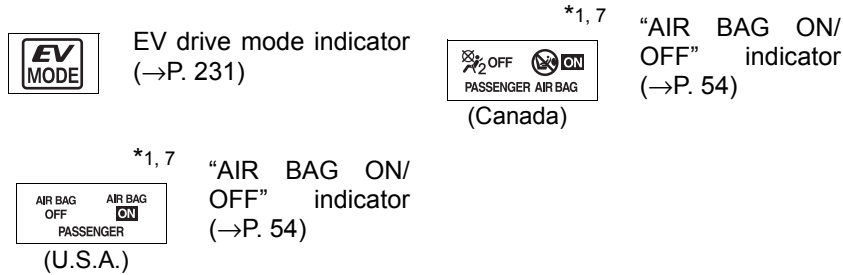 EV
MODE
EV drive mode indicator
(→P. 231)
*1, 7
AIR BAG OFF
AIR BAG ON
PASSENGER
(U.S.A.)
“AIR BAG ON/
OFF” indicator
(→P. 54)
*1, 7
2 OFF ON
PASSENGER AIR BAG
(Canada)
“AIR BAG ON/
OFF” indicator
(→P. 54)